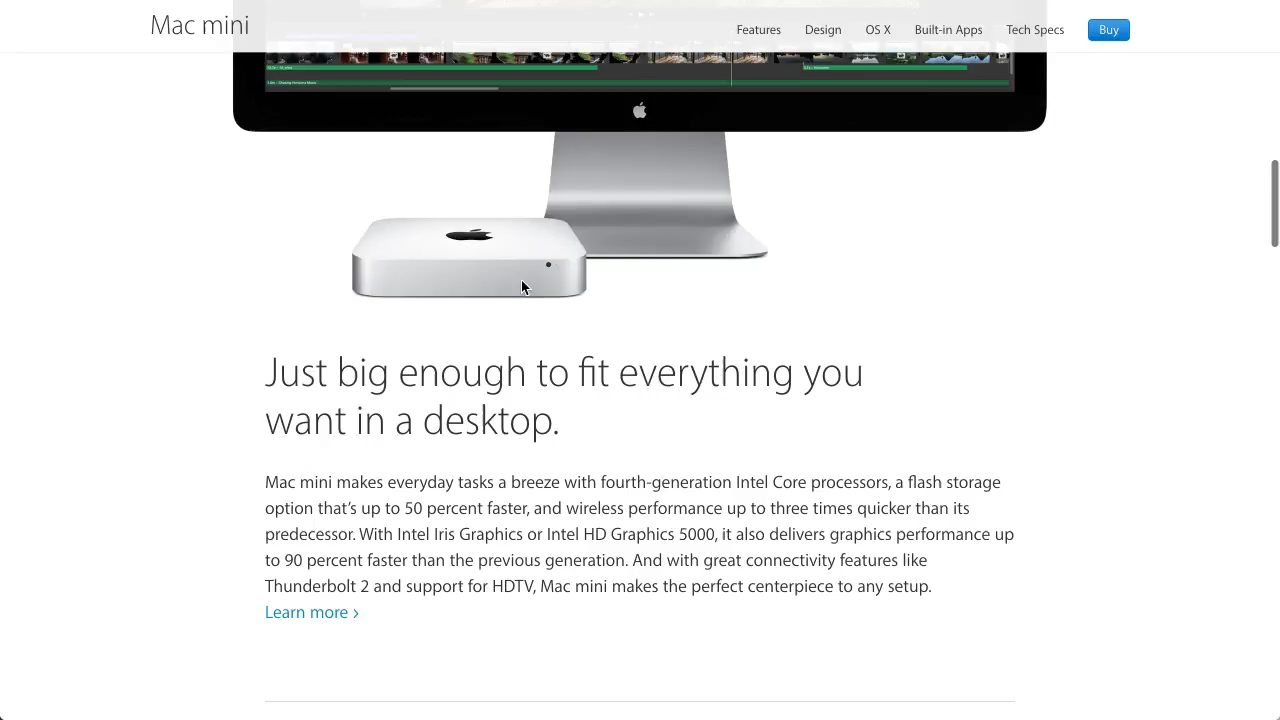 Mac mini
Features Design OS X Built-in Apps Tech Specs Buy
Just big enough to fit everything you
want in a desktop.
Mac mini makes everyday tasks a breeze with fourth-generation Intel Core processors, a flash storage
option that’s up to 50 percent faster, and wireless performance up to three times quicker than its
predecessor. With Intel Iris Graphics or Intel HD Graphics 5000, it also delivers graphics performance up
to 90 percent faster than the previous generation. And with great connectivity features like
Thunderbolt 2 and support for HDTV, Mac mini makes the perfect centerpiece to any setup.
Learn more ›